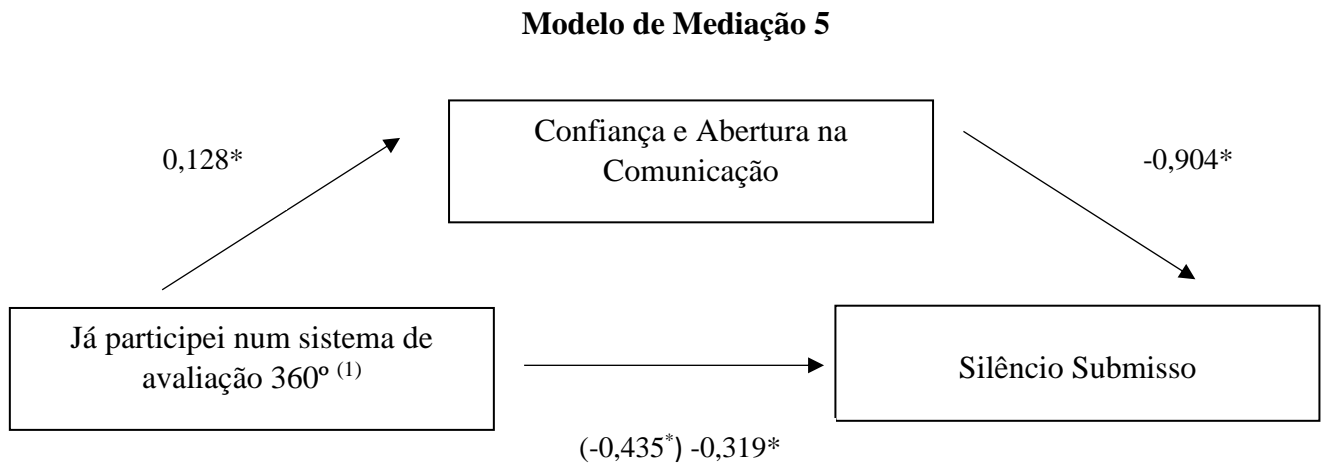 Modelo de Mediação 5
Confiança e Abertura na
Comunicação
0,128*
-0,904*
Já participei num sistema de
avaliação 360º (1)
Silêncio Submisso
(-0,435*) -0,319*